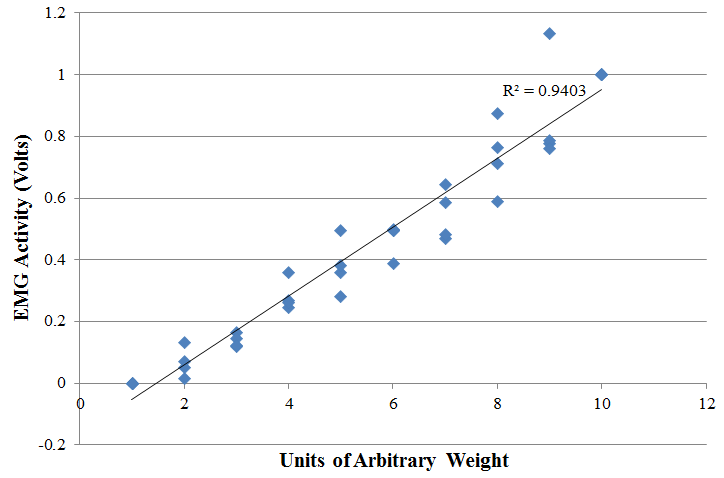 1.2
1
R² = 0.9403
0.8
0.6
0.4
0.2
0
-0.2
0 2 4 6 8 10 12
EMG Activity (Volts)
Units of Arbitrary Weight